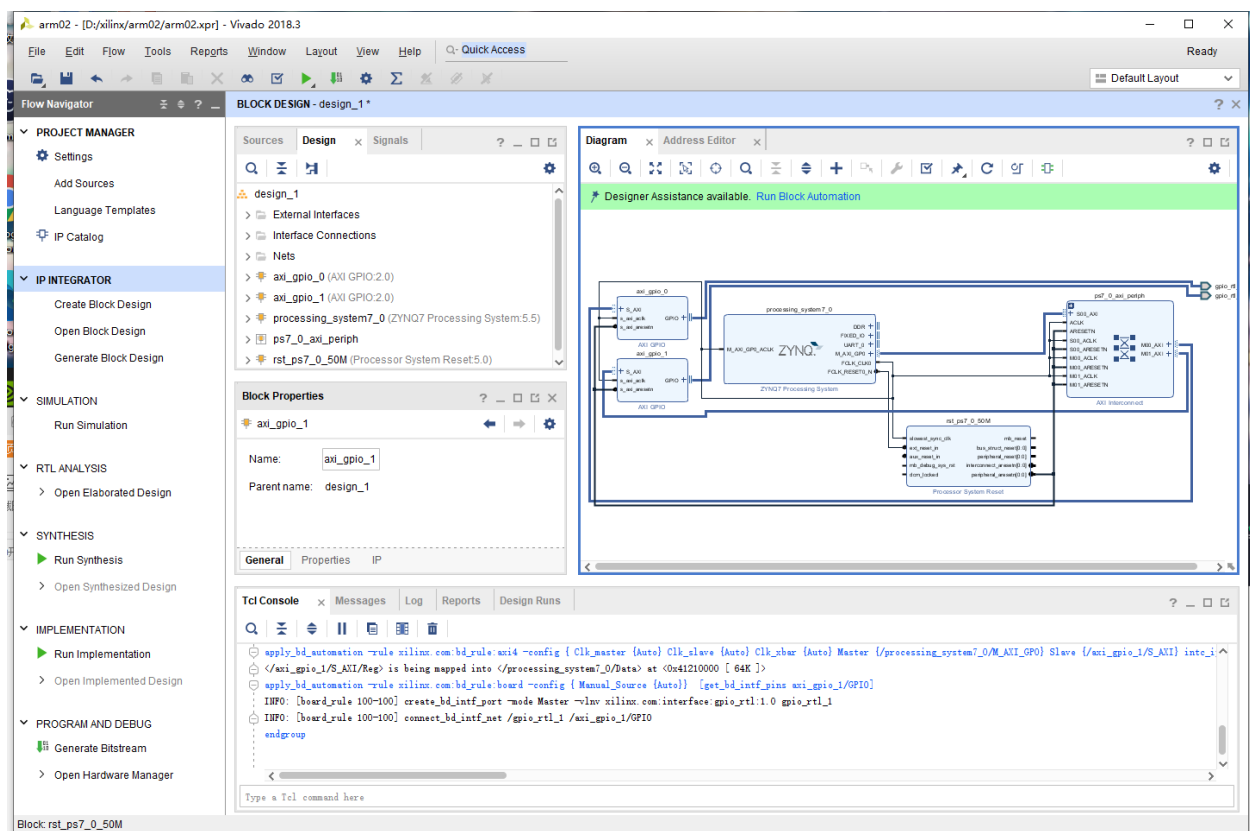 arm02 - [D:/xilinx/arm02/arm02.xpr] - Vivado 2018.3
File Edit Flow Tools Reports Window Layout View Help Quick Access Ready
Default Layout
Flow Navigator
PROJECT MANAGER
Settings
Add Sources
Language Templates
IP Catalog
IP INTEGRATOR
Create Block Design
Open Block Design
Generate Block Design
SIMULATION
Run Simulation
RTL ANALYSIS
Open Elaborated Design
SYNTHESIS
Run Synthesis
Open Synthesized Design
IMPLEMENTATION
Run Implementation
Open Implemented Design
PROGRAM AND DEBUG
Generate Bitstream
Open Hardware Manager
BLOCK DESIGN - design_1 *
Sources Design Signals
design_1
External Interfaces
Interface Connections
Nets
axi_gpio_0 (AXI GPIO:2.0)
axi_gpio_1 (AXI GPIO:2.0)
processing_system7_0 (ZYNQ7 Processing System:5.5)
ps7_0_axi_periph
rst_ps7_0_50M (Processor System Reset:5.0)
Block Properties
axi_gpio_1
Name: axi_gpio_1
Parent name: design_1
General Properties IP
Diagram Address Editor
Designer Assistance available. Run Block Automation
axi_gpio_0
S_AXI
s_axi_aclk
s_axi_aresetn
GPIO
AXI GPIO
axi_gpio_1
S_AXI
s_axi_aclk
s_axi_aresetn
GPIO
AXI GPIO
processing_system7_0
M_AXI_GP0_ACLK
ZYNQ
DDR
FIXED_IO
UART_0
M_AXI_GP0
FCLK_CLK0
FCLK_RESET0_N
ZYNQ7 Processing System
ps7_0_axi_periph
S00_AXI
ACLK
ARESETN
S00_ACLK
S00_ARESETN
M00_ACLK
M00_ARESETN
M01_ACLK
M01_ARESETN
M00_AXI
M01_AXI
AXI Interconnect
gpio_rt
gpio_rt
rst_ps7_0_50M
slowest_sync_clk
ext_reset_in
aux_reset_in
mb_debug_sys_rst
dcm_locked
mb_reset
bus_struct_reset[0:0]
peripheral_reset[0:0]
interconnect_aresetn[0:0]
peripheral_aresetn[0:0]
Processor System Reset
Tcl Console Messages Log Reports Design Runs
apply_bd_automation -rule xilinx.com:bd_rule:axi4 -config { Clk_master {Auto} Clk_slave {Auto} Clk_xbar {Auto} Master {/processing_system7_0/M_AXI_GP0} Slave {/axi_gpio_1/S_AXI} intc_i
</axi_gpio_1/S_AXI/Reg> is being mapped into </processing_system7_0/Data> at <0x41210000 [ 64K ]>
apply_bd_automation -rule xilinx.com:bd_rule:board -config { Manual_Source {Auto}} [get_bd_intf_pins axi_gpio_1/GPIO]
INFO: [board_rule 100-100] create_bd_intf_port -mode Master -vlnv xilinx.com:interface:gpio_rtl:1.0 gpio_rtl_1
INFO: [board_rule 100-100] connect_bd_intf_net /gpio_rtl_1 /axi_gpio_1/GPIO
endgroup
Type a Tcl command here
Block: rst_ps7_0_50M